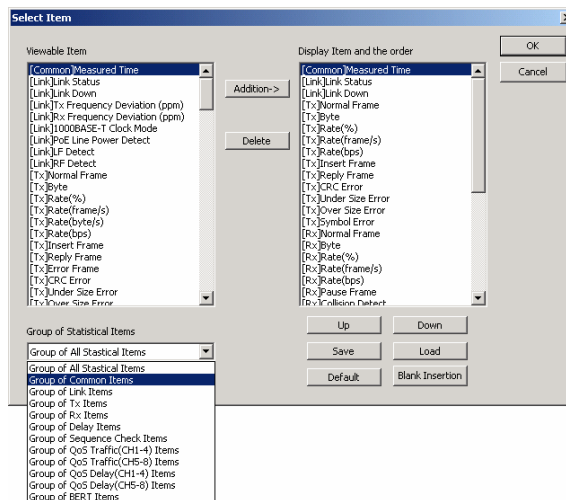 Select Item
Viewable Item
[Common]Measured Time
[Link]Link Status
[Link]Link Down
[Link]Tx Frequency Deviation (ppm)
[Link]Rx Frequency Deviation (ppm)
[Link]1000BASE-T Clock Mode
[Link]PoE Line Power Detect
[Link]LF Detect
[Link]RF Detect
[Tx]Normal Frame
[Tx]Byte
[Tx]Rate(%)
[Tx]Rate(frame/s)
[Tx]Rate(byte/s)
[Tx]Rate(bps)
[Tx]Insert Frame
[Tx]Reply Frame
[Tx]Error Frame
[Tx]CRC Error
[Tx]Under Size Error
[Tx]Over Size Error
Addition->
Delete
Display Item and the order
[Common]Measured Time
[Link]Link Status
[Link]Link Down
[Tx]Normal Frame
[Tx]Byte
[Tx]Rate(%)
[Tx]Rate(frame/s)
[Tx]Rate(bps)
[Tx]Insert Frame
[Tx]Reply Frame
[Tx]CRC Error
[Tx]Under Size Error
[Tx]Over Size Error
[Tx]Symbol Error
[Rx]Normal Frame
[Rx]Byte
[Rx]Rate(%)
[Rx]Rate(frame/s)
[Rx]Rate(bps)
[Rx]Pause Frame
[Rx]Collision Detect
OK
Cancel
Up
Down
Save
Load
Default
Blank Insertion
Group of Statistical Items
Group of All Stastical Items
Group of All Stastical Items
Group of Common Items
Group of Link Items
Group of Tx Items
Group of Rx Items
Group of Delay Items
Group of Sequence Check Items
Group of QoS Traffic(CH1-4) Items
Group of QoS Traffic(CH5-8) Items
Group of QoS Delay(CH1-4) Items
Group of QoS Delay(CH5-8) Items
Group of BERT Items